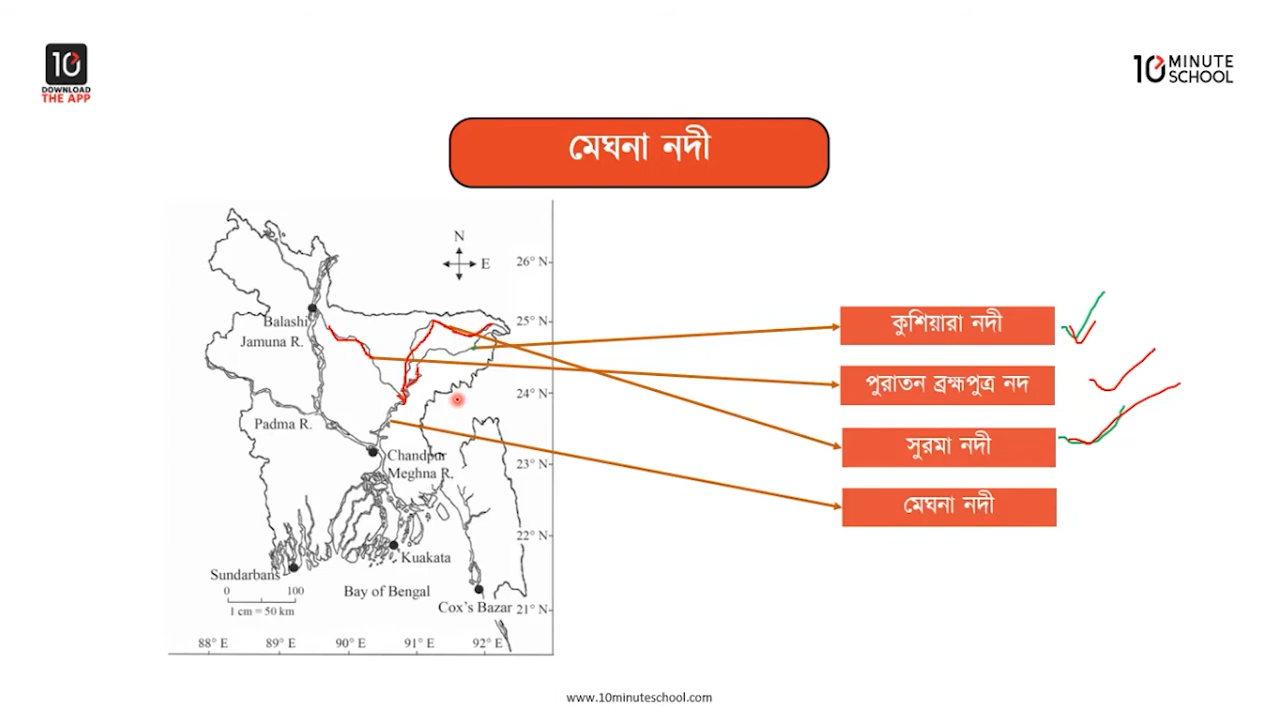 10
DOWNLOAD
THE APP
10 MINUTE
SCHOOL
মেঘনা নদী
N
E
26° N
25° N
24° N
23° N
22° N
21° N
Balashi
Jamuna R.
Padma R.
Chandpur
Meghna R.
Kuakata
Sundarbans
0 100
1 cm = 50 km
Bay of Bengal
Cox's Bazar
88° E 89° E 90° E 91° E 92° E
কুশিয়ারা নদী
পুরাতন ব্রহ্মপুত্র নদ
সুরমা নদী
মেঘনা নদী
www.10minuteschool.com